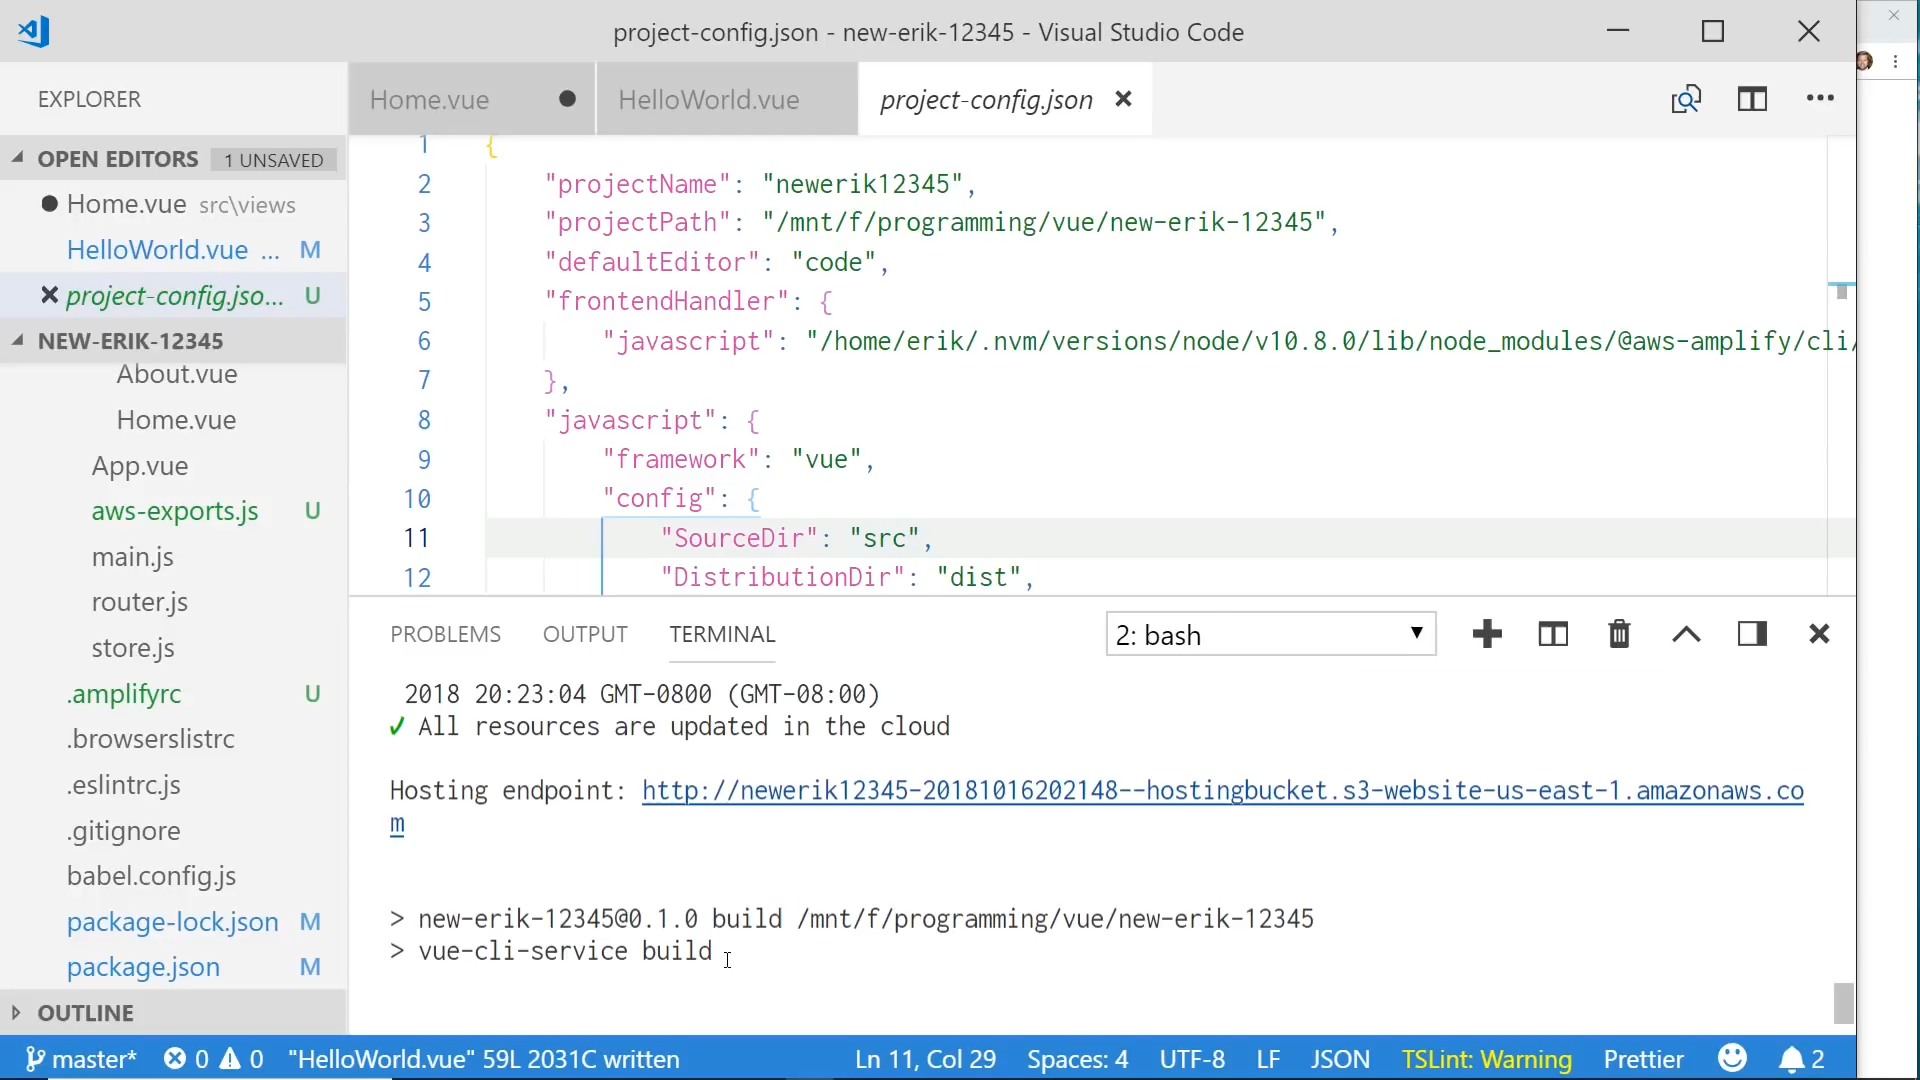 project-config.json - new-erik-12345 - Visual Studio Code
EXPLORER
OPEN EDITORS 1 UNSAVED
Home.vue src\views
HelloWorld.vue ... M
project-config.jso... U
NEW-ERIK-12345
About.vue
Home.vue
App.vue
aws-exports.js U
main.js
router.js
store.js
.amplifyrc U
.browserslistrc
.eslintrc.js
.gitignore
babel.config.js
package-lock.json M
package.json M
OUTLINE
Home.vue
HelloWorld.vue
project-config.json
1 {
2 "projectName": "newerik12345",
3 "projectPath": "/mnt/f/programming/vue/new-erik-12345",
4 "defaultEditor": "code",
5 "frontendHandler": {
6 "javascript": "/home/erik/.nvm/versions/node/v10.8.0/lib/node_modules/@aws-amplify/cli/
7 },
8 "javascript": {
9 "framework": "vue",
10 "config": {
11 "SourceDir": "src",
12 "DistributionDir": "dist",
PROBLEMS OUTPUT TERMINAL
2: bash
2018 20:23:04 GMT-0800 (GMT-08:00)
✓ All resources are updated in the cloud
Hosting endpoint: http://newerik12345-20181016202148--hostingbucket.s3-website-us-east-1.amazonaws.co
m
> new-erik-12345@0.1.0 build /mnt/f/programming/vue/new-erik-12345
> vue-cli-service build
master* 0 0 "HelloWorld.vue" 59L 2031C written Ln 11, Col 29 Spaces: 4 UTF-8 LF JSON TSLint: Warning Prettier 2